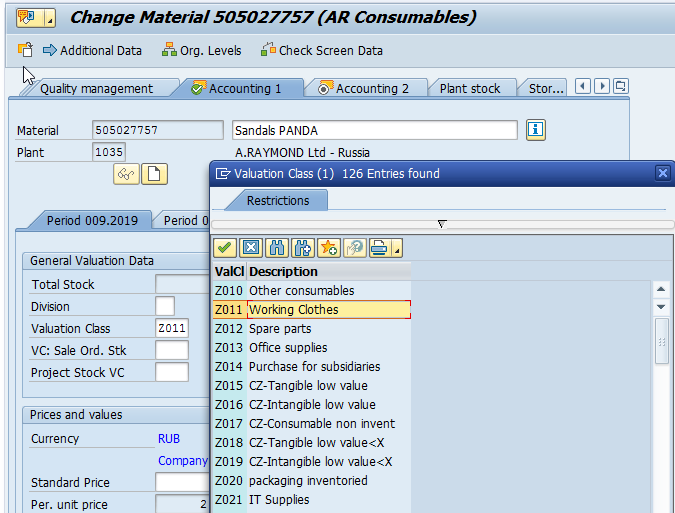 Change Material 505027757 (AR Consumables)
Additional Data Org. Levels Check Screen Data
Quality management Accounting 1 Accounting 2 Plant stock Stor...
Material 505027757 Sandals PANDA
Plant 1035 A.RAYMOND Ltd - Russia
Valuation Class (1) 126 Entries found
Restrictions
Period 009.2019 Period 0
General Valuation Data
Total Stock
Division
Valuation Class Z011
VC: Sale Ord. Stk
Project Stock VC
Prices and values
Currency RUB
Company
Standard Price
Per. unit price 2
ValCl Description
Z010 Other consumables
Z011 Working Clothes
Z012 Spare parts
Z013 Office supplies
Z014 Purchase for subsidiaries
Z015 CZ-Tangible low value
Z016 CZ-Intangible low value
Z017 CZ-Consumable non invent
Z018 CZ-Tangible low value<X
Z019 CZ-Intangible low value<X
Z020 packaging inventoried
Z021 IT Supplies